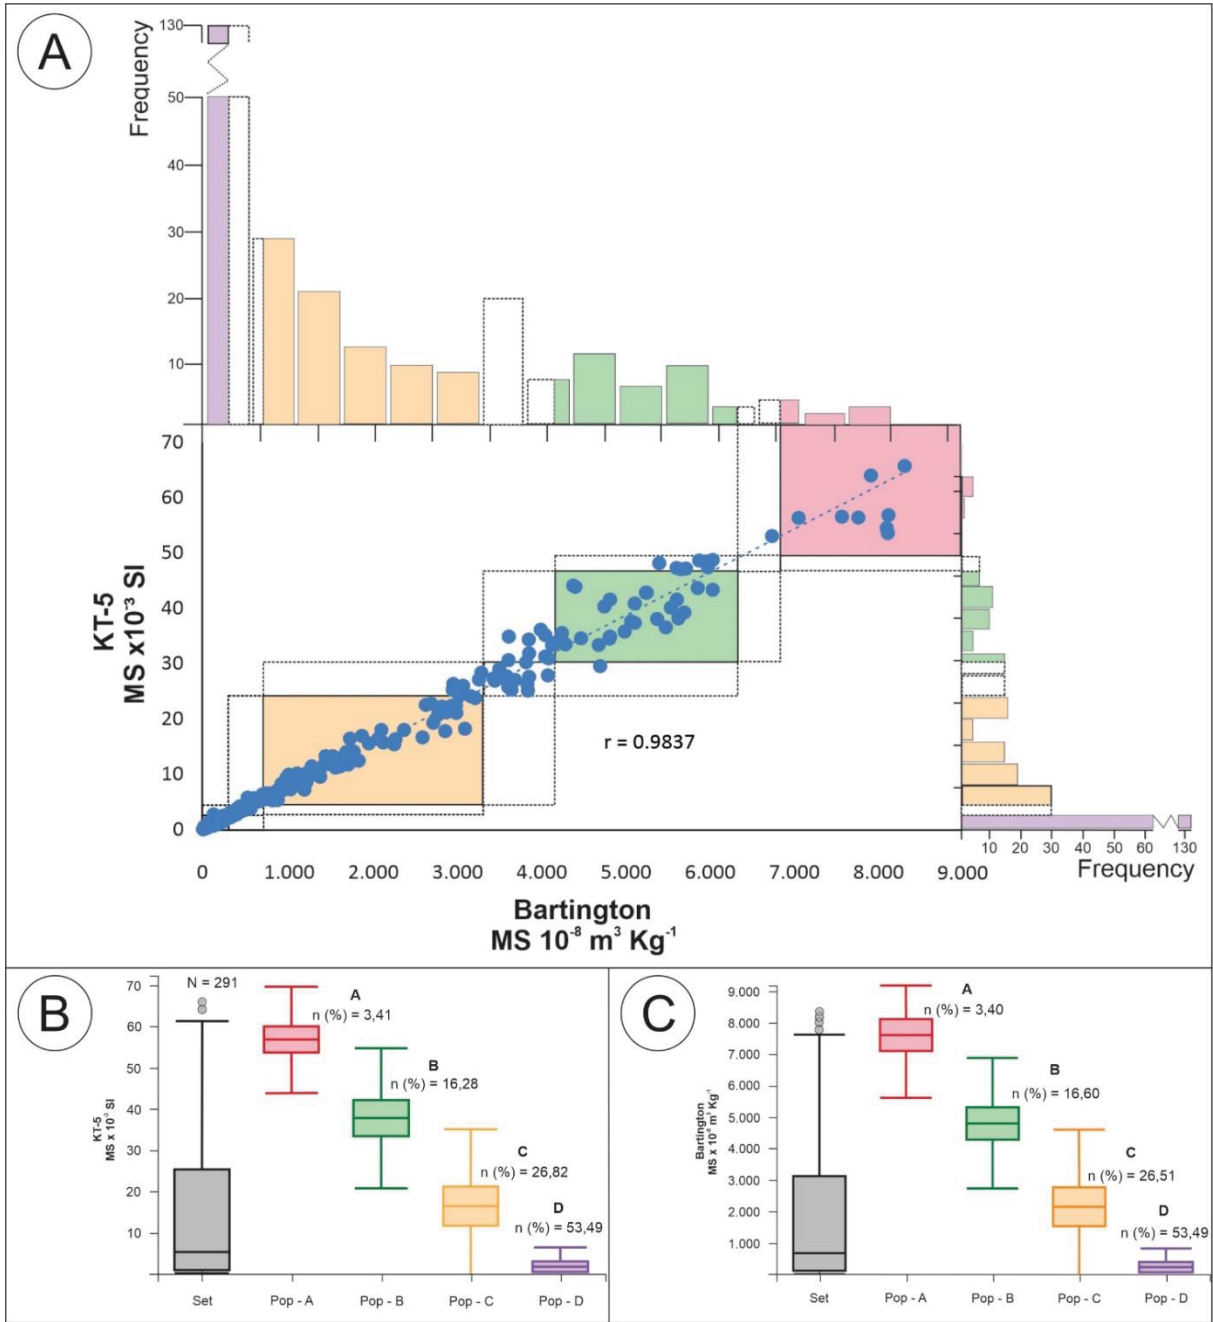 A
Frequency
130
50
40
30
20
10
KT-5
MS x10⁻³ SI
70
60
50
40
30
20
10
0
r = 0.9837
0 1.000 2.000 3.000 4.000 5.000 6.000 7.000 8.000 9.000
Bartington
MS 10⁻⁸ m³ Kg⁻¹
10 20 30 40 50 60 130
Frequency
B
N = 291
KT-5
MS x 10⁻³ SI
70
60
50
40
30
20
10
A
n (%) = 3,41
B
n (%) = 16,28
C
n (%) = 26,82
D
n (%) = 53,49
Set Pop - A Pop - B Pop - C Pop - D
C
Bartington
MS x 10⁻⁸ m³ Kg⁻¹
9.000
8.000
7.000
6.000
5.000
4.000
3.000
2.000
1.000
A
n (%) = 3,40
B
n (%) = 16,60
C
n (%) = 26,51
D
n (%) = 53,49
Set Pop - A Pop - B Pop - C Pop - D